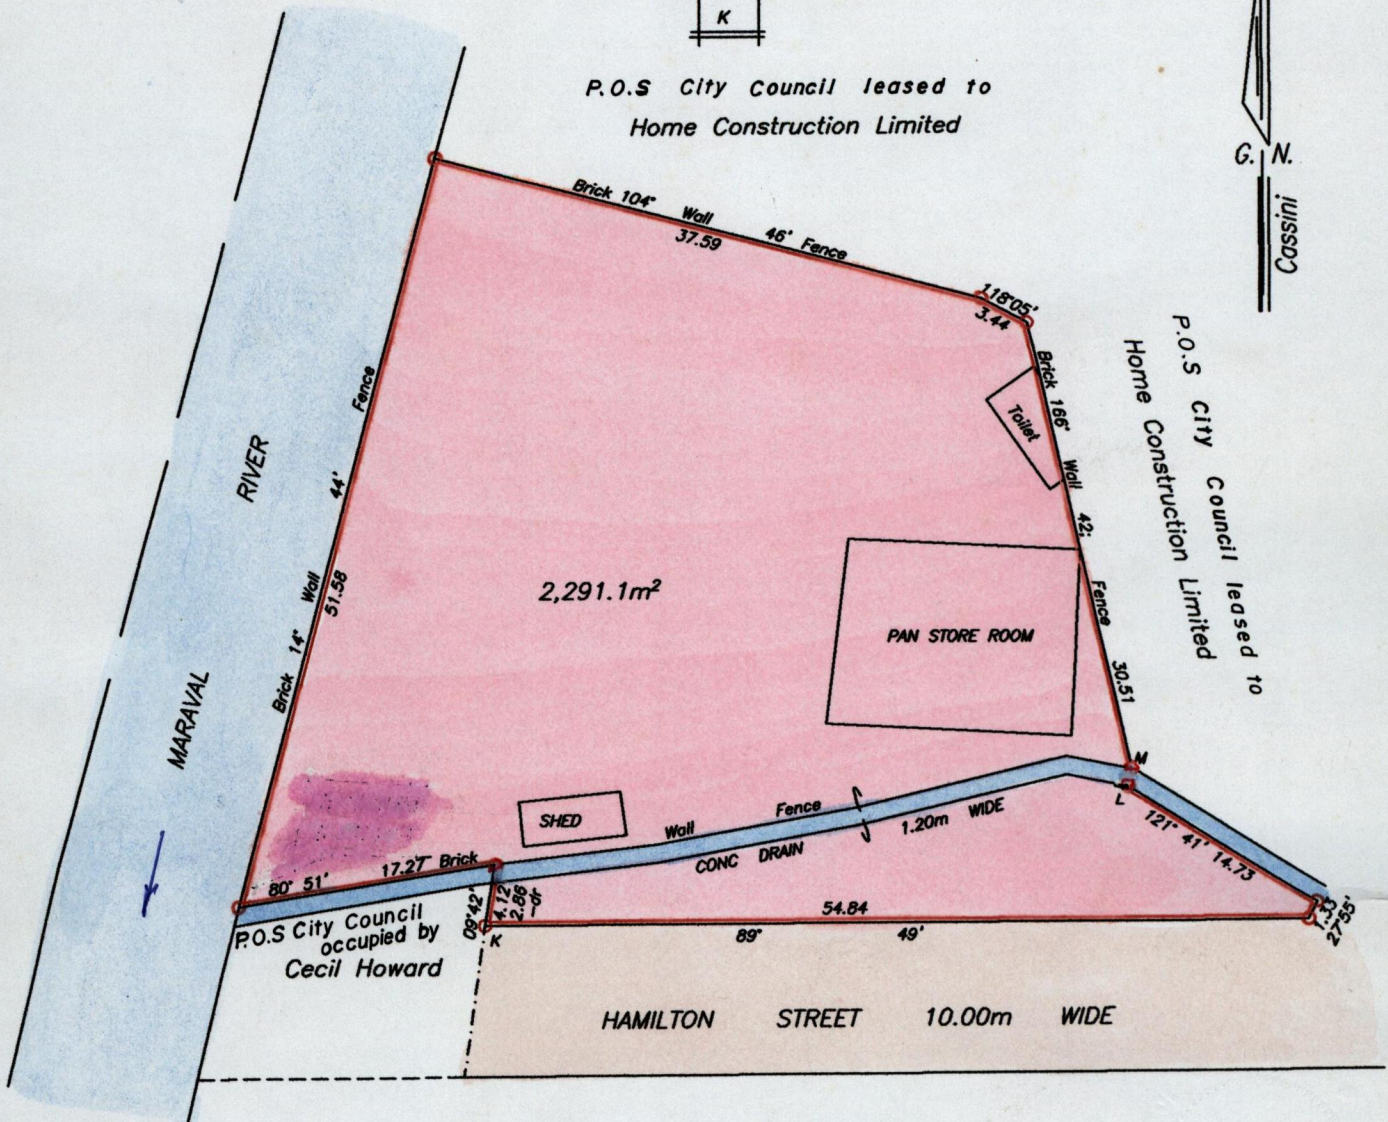 K
P.O.S City Council leased to
Home Construction Limited
G. N.
Cassini
Brick 104° Wall 46' Fence
37.59
118°05'
3.44
P.O.S City Council leased to
Home Construction Limited
Brick 166° Wall 42' Fence
30.51
Toilet
Brick 14° Wall 44' Fence
51.58
MARAVAL RIVER
2,291.1m²
PAN STORE ROOM
M
L
SHED
Wall Fence
CONC DRAIN 1.20m WIDE
121° 41' 14.73
80° 51' 17.27 Brick
09°42'
4.12
2.86
K
54.84
89° 49'
1.33
27°55'
P.O.S City Council
occupied by
Cecil Howard
HAMILTON STREET 10.00m WIDE